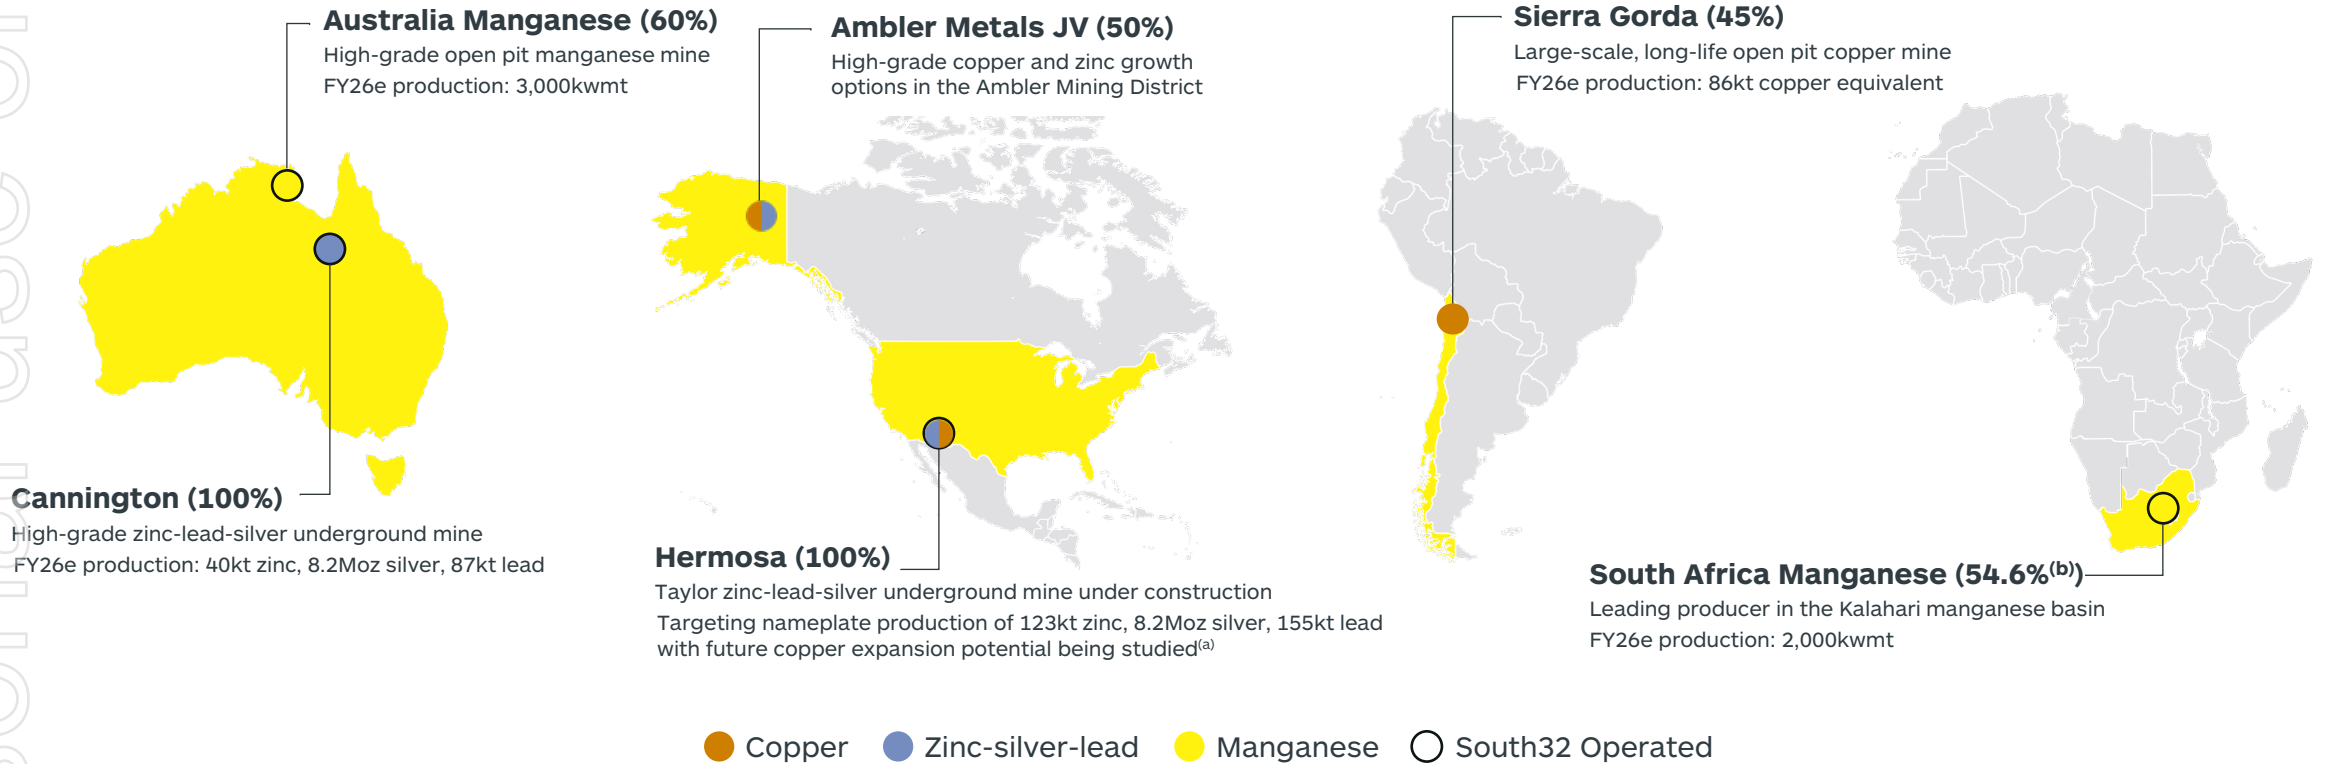 Australia Manganese (60%)
High-grade open pit manganese mine
FY26e production: 3,000kwmt
Ambler Metals JV (50%)
High-grade copper and zinc growth
options in the Ambler Mining District
Sierra Gorda (45%)
Large-scale, long-life open pit copper mine
FY26e production: 86kt copper equivalent
Cannington (100%)
High-grade zinc-lead-silver underground mine
FY26e production: 40kt zinc, 8.2Moz silver, 87kt lead
Hermosa (100%)
Taylor zinc-lead-silver underground mine under construction
Targeting nameplate production of 123kt zinc, 8.2Moz silver, 155kt lead
with future copper expansion potential being studied(a)
South Africa Manganese (54.6%(b))
Leading producer in the Kalahari manganese basin
FY26e production: 2,000kwmt
Copper
Zinc-silver-lead
Manganese
South32 Operated